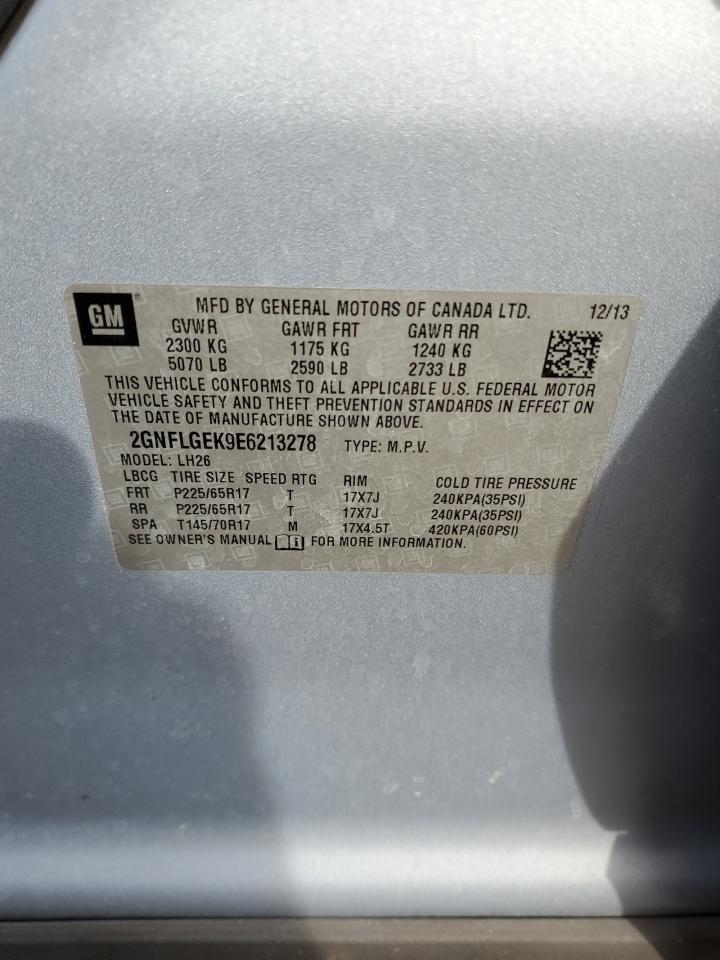 GM® MFD BY GENERAL MOTORS OF CANADA LTD. 12/13
GVWR GAWR FRT GAWR RR
2300 KG 1175 KG 1240 KG
5070 LB 2590 LB 2733 LB
THIS VEHICLE CONFORMS TO ALL APPLICABLE U.S. FEDERAL MOTOR
VEHICLE SAFETY AND THEFT PREVENTION STANDARDS IN EFFECT ON
THE DATE OF MANUFACTURE SHOWN ABOVE.
2GNFLGEK9E6213278 TYPE: M.P.V.
MODEL: LH26
LBCG TIRE SIZE SPEED RTG RIM COLD TIRE PRESSURE
FRT P225/65R17 T 17X7J 240KPA(35PSI)
RR P225/65R17 T 17X7J 240KPA(35PSI)
SPA T145/70R17 M 17X4.5T 420KPA(60PSI)
SEE OWNER'S MANUAL i FOR MORE INFORMATION.